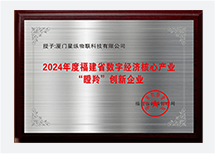 授予:厦门星纵物联科技有限公司
2024年度福建省数字经济核心产业
“瞪羚”创新企业